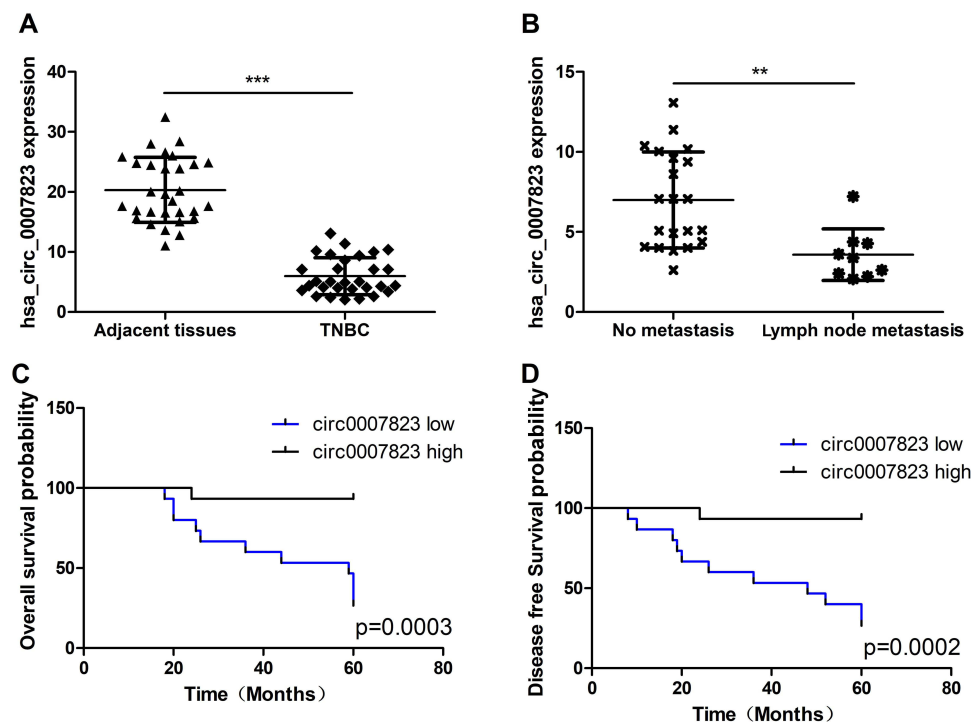 A
hsa_circ_0007823 expression
40
30
20
10
0
***
Adjacent tissues
TNBC
B
hsa_circ_0007823 expression
15
10
5
0
**
No metastasis
Lymph node metastasis
C
Overall survival probability
150
100
50
0
circ0007823 low
circ0007823 high
p=0.0003
0
20
40
60
80
Time（Months）
D
Disease free Survival probability
150
100
50
0
circ0007823 low
circ0007823 high
p=0.0002
0
20
40
60
80
Time（Months）